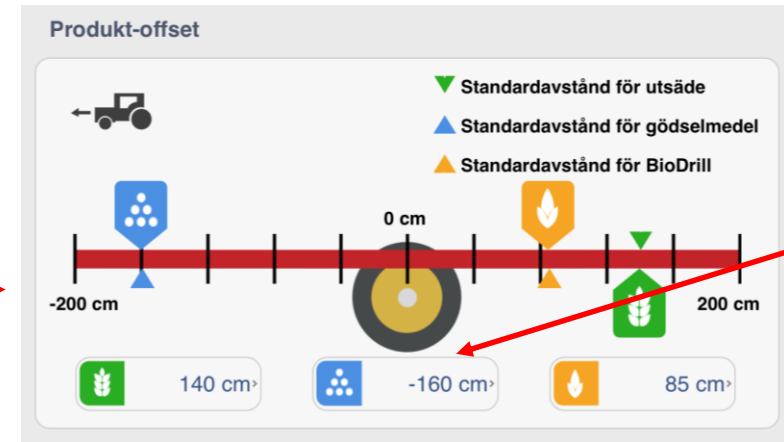 Produkt-offset
Standardavstånd för utsäde
Standardavstånd för gödselmedel
Standardavstånd för BioDrill
0 cm
-200 cm
200 cm
140 cm
-160 cm
85 cm